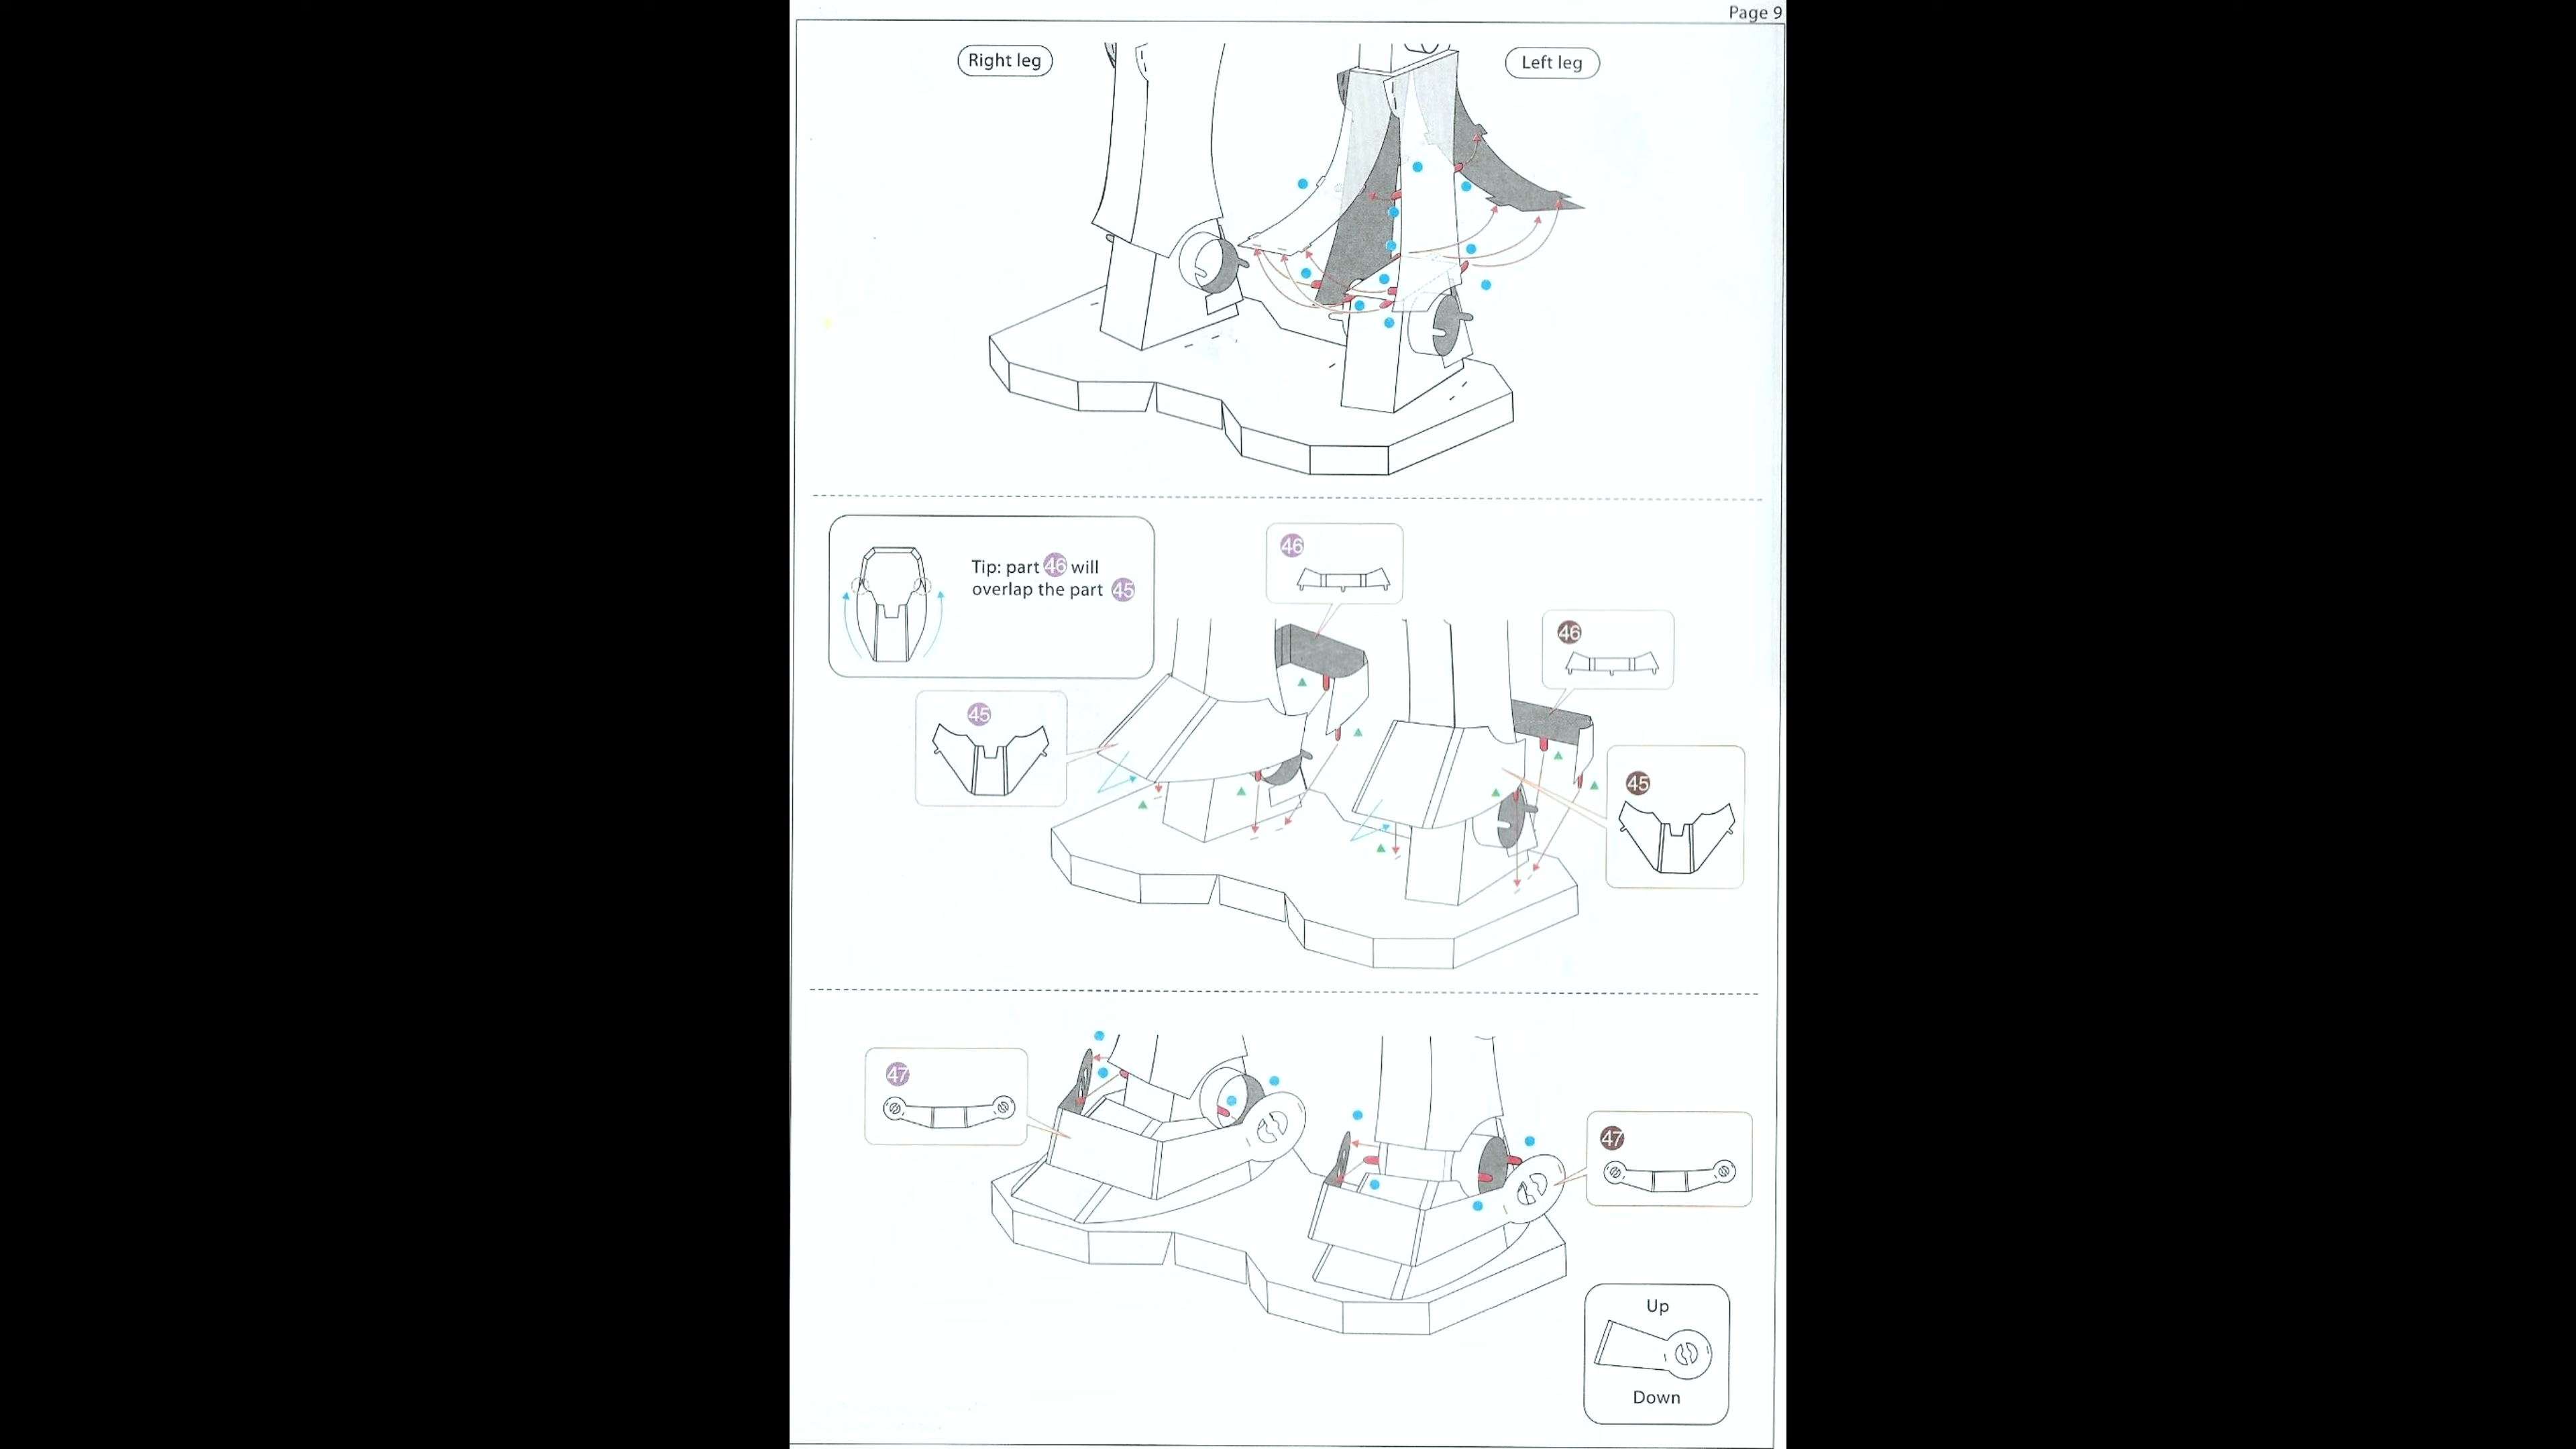 Page 9
Right leg
Left leg
46
Tip: part 46 will
overlap the part 45
46
45
45
47
47
Up
Down